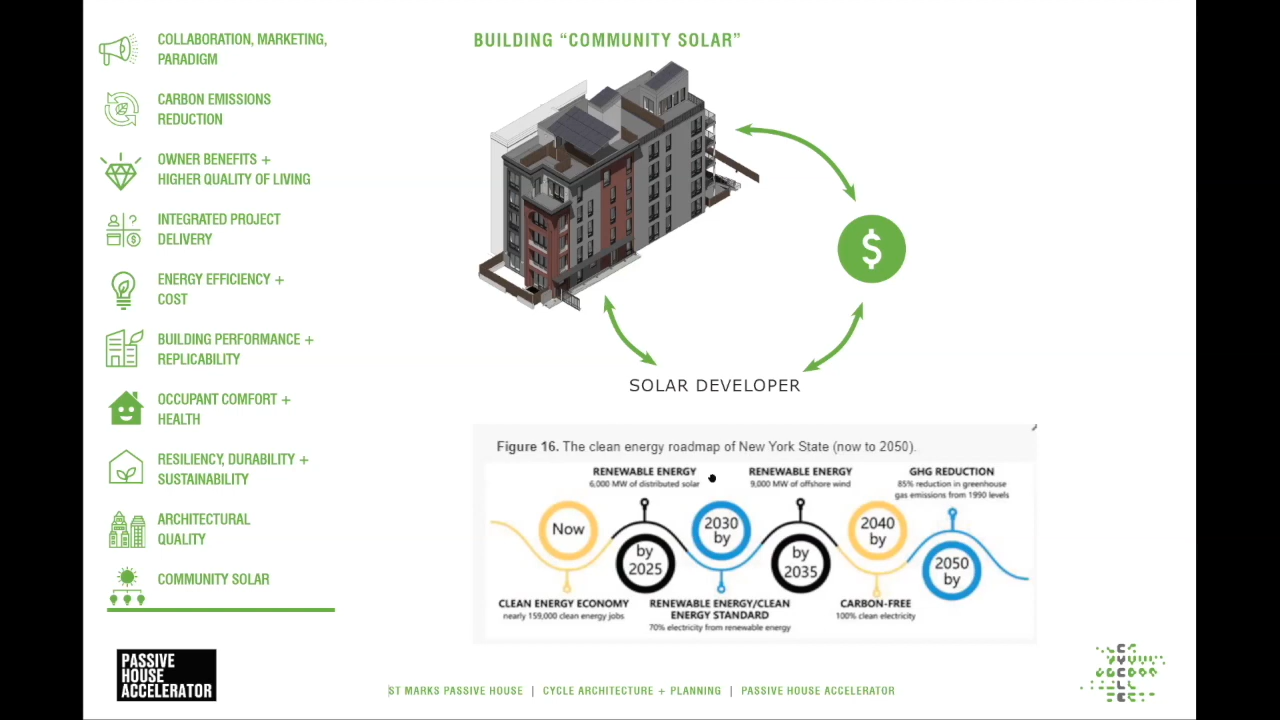 COLLABORATION, MARKETING,
PARADIGM
CARBON EMISSIONS
REDUCTION
OWNER BENEFITS +
HIGHER QUALITY OF LIVING
INTEGRATED PROJECT
DELIVERY
ENERGY EFFICIENCY +
COST
BUILDING PERFORMANCE +
REPLICABILITY
OCCUPANT COMFORT +
HEALTH
RESILIENCY, DURABILITY +
SUSTAINABILITY
ARCHITECTURAL
QUALITY
COMMUNITY SOLAR
BUILDING “COMMUNITY SOLAR”
$
SOLAR DEVELOPER
Figure 16. The clean energy roadmap of New York State (now to 2050).
RENEWABLE ENERGY
6,000 MW of distributed solar
RENEWABLE ENERGY
9,000 MW of offshore wind
GHG REDUCTION
85% reduction in greenhouse
gas emissions from 1990 levels
Now
by
2025
2030
by
by
2035
2040
by
2050
by
CLEAN ENERGY ECONOMY
nearly 159,000 clean energy jobs
RENEWABLE ENERGY/CLEAN
ENERGY STANDARD
70% electricity from renewable energy
CARBON-FREE
100% clean electricity
PASSIVE
HOUSE
ACCELERATOR
ST MARKS PASSIVE HOUSE | CYCLE ARCHITECTURE + PLANNING | PASSIVE HOUSE ACCELERATOR
CYCLE